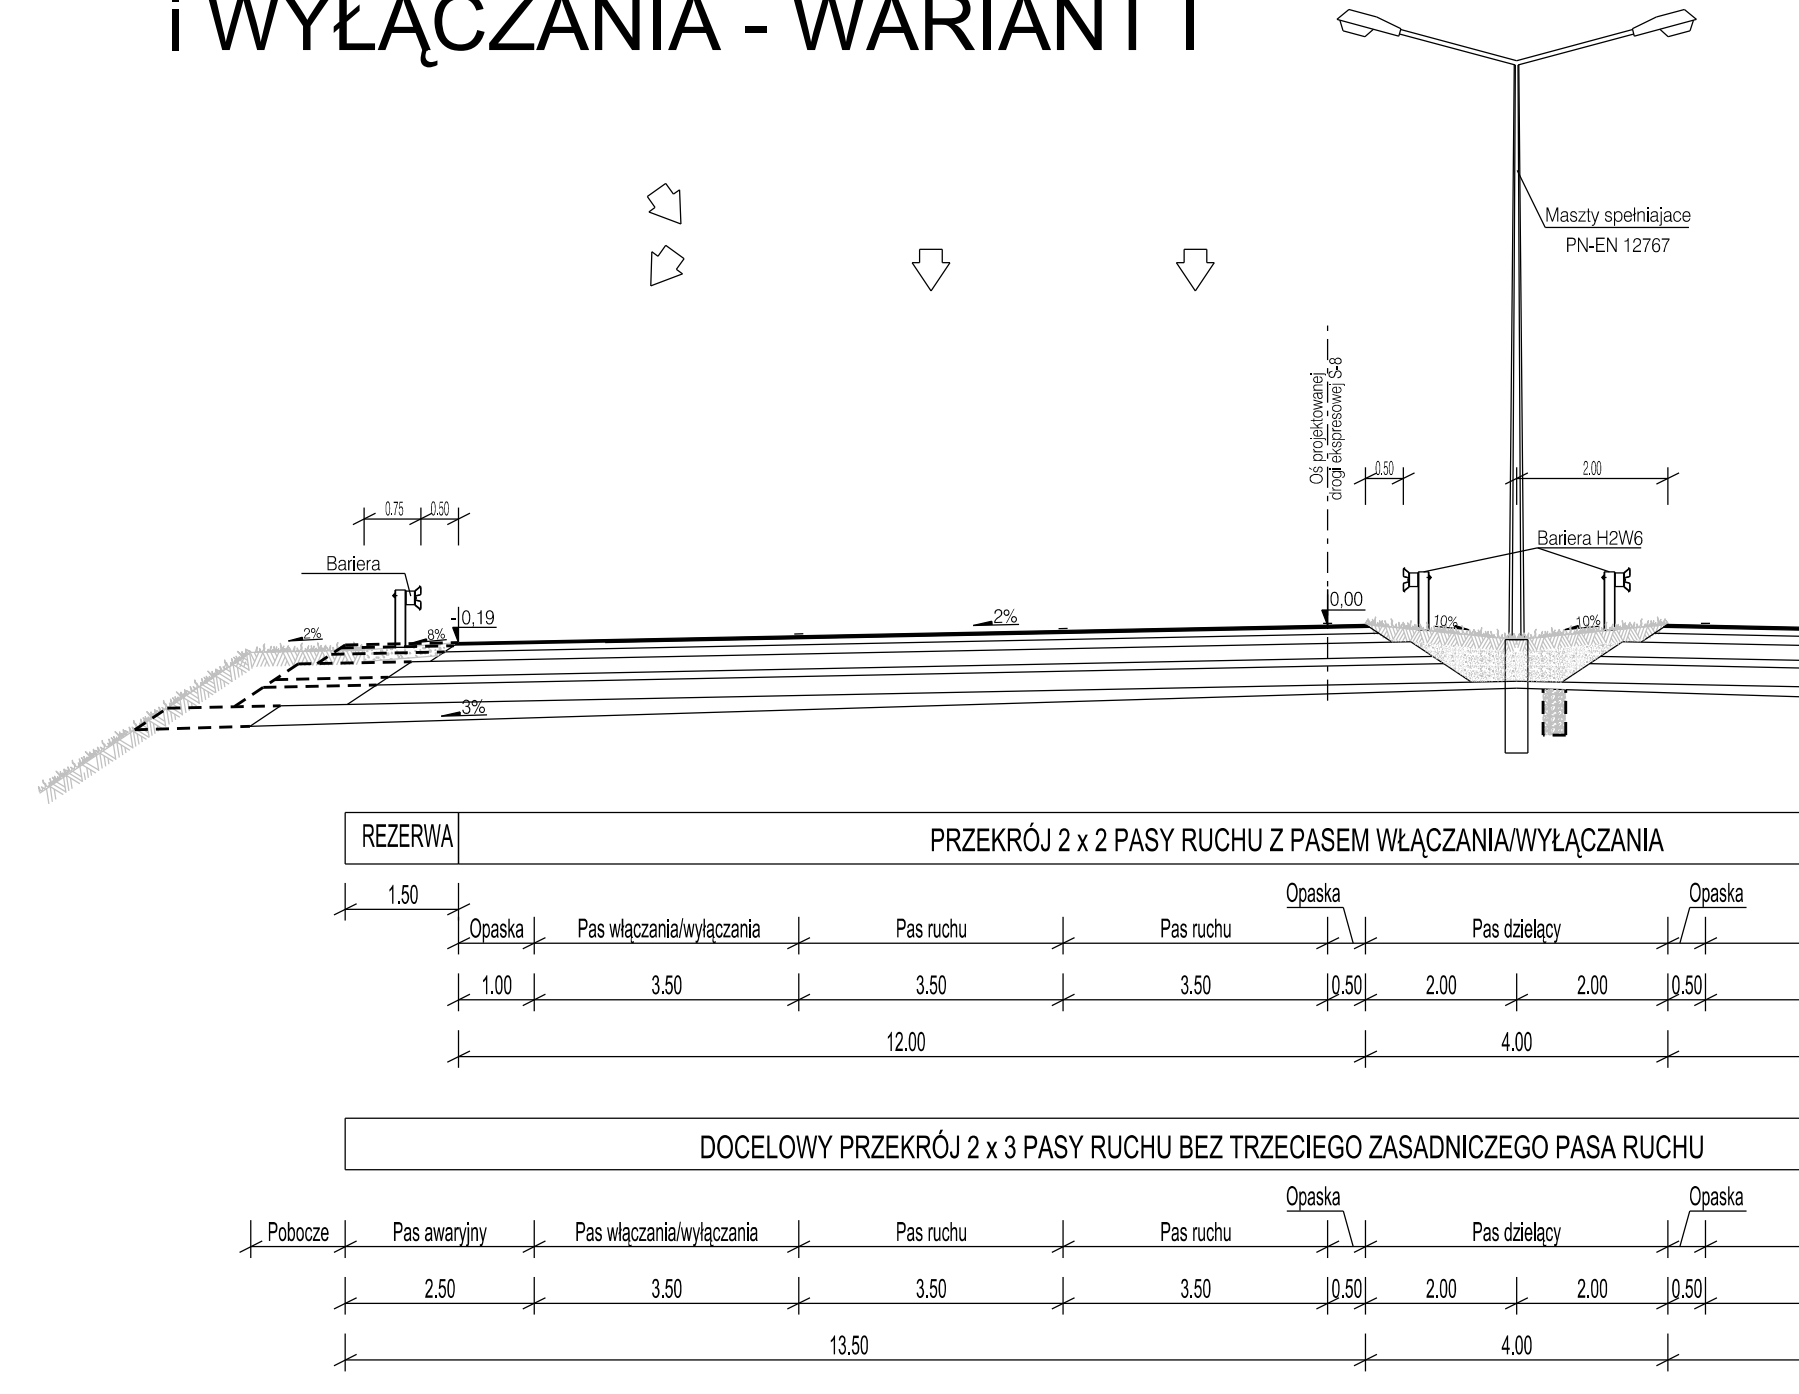 i WYŁĄCZANIA - WARIANT I
Maszty spełniajace
PN-EN 12767
Oś projektowanej
drogi ekspresowej S-8
0.50
2.00
0.75
0.50
Bariera H2W6
Bariera
0,00
-0,19
2%
2%
8%
10%
10%
3%
REZERWA
PRZEKRÓJ 2 x 2 PASY RUCHU Z PASEM WŁĄCZANIA/WYŁĄCZANIA
1.50
Opaska
Opaska
Opaska
Pas włączania/wyłączania
Pas ruchu
Pas ruchu
Pas dzielący
1.00
3.50
3.50
3.50
0.50
2.00
2.00
0.50
12.00
4.00
DOCELOWY PRZEKRÓJ 2 x 3 PASY RUCHU BEZ TRZECIEGO ZASADNICZEGO PASA RUCHU
Opaska
Opaska
Pobocze
Pas awaryjny
Pas włączania/wyłączania
Pas ruchu
Pas ruchu
Pas dzielący
2.50
3.50
3.50
3.50
0.50
2.00
2.00
0.50
13.50
4.00